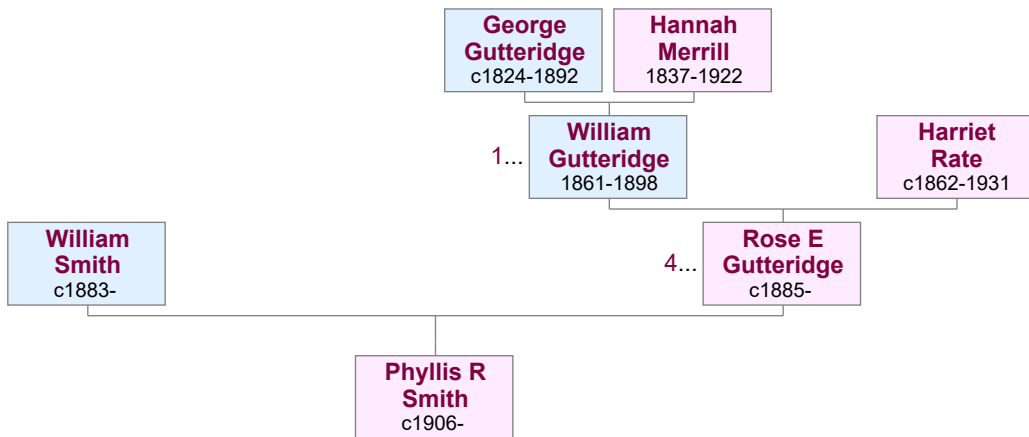 George
Gutteridge
c1824-1892
Hannah
Merrill
1837-1922
1...
William
Gutteridge
1861-1898
Harriet
Rate
c1862-1931
William
Smith
c1883-
4...
Rose E
Gutteridge
c1885-
Phyllis R
Smith
c1906-